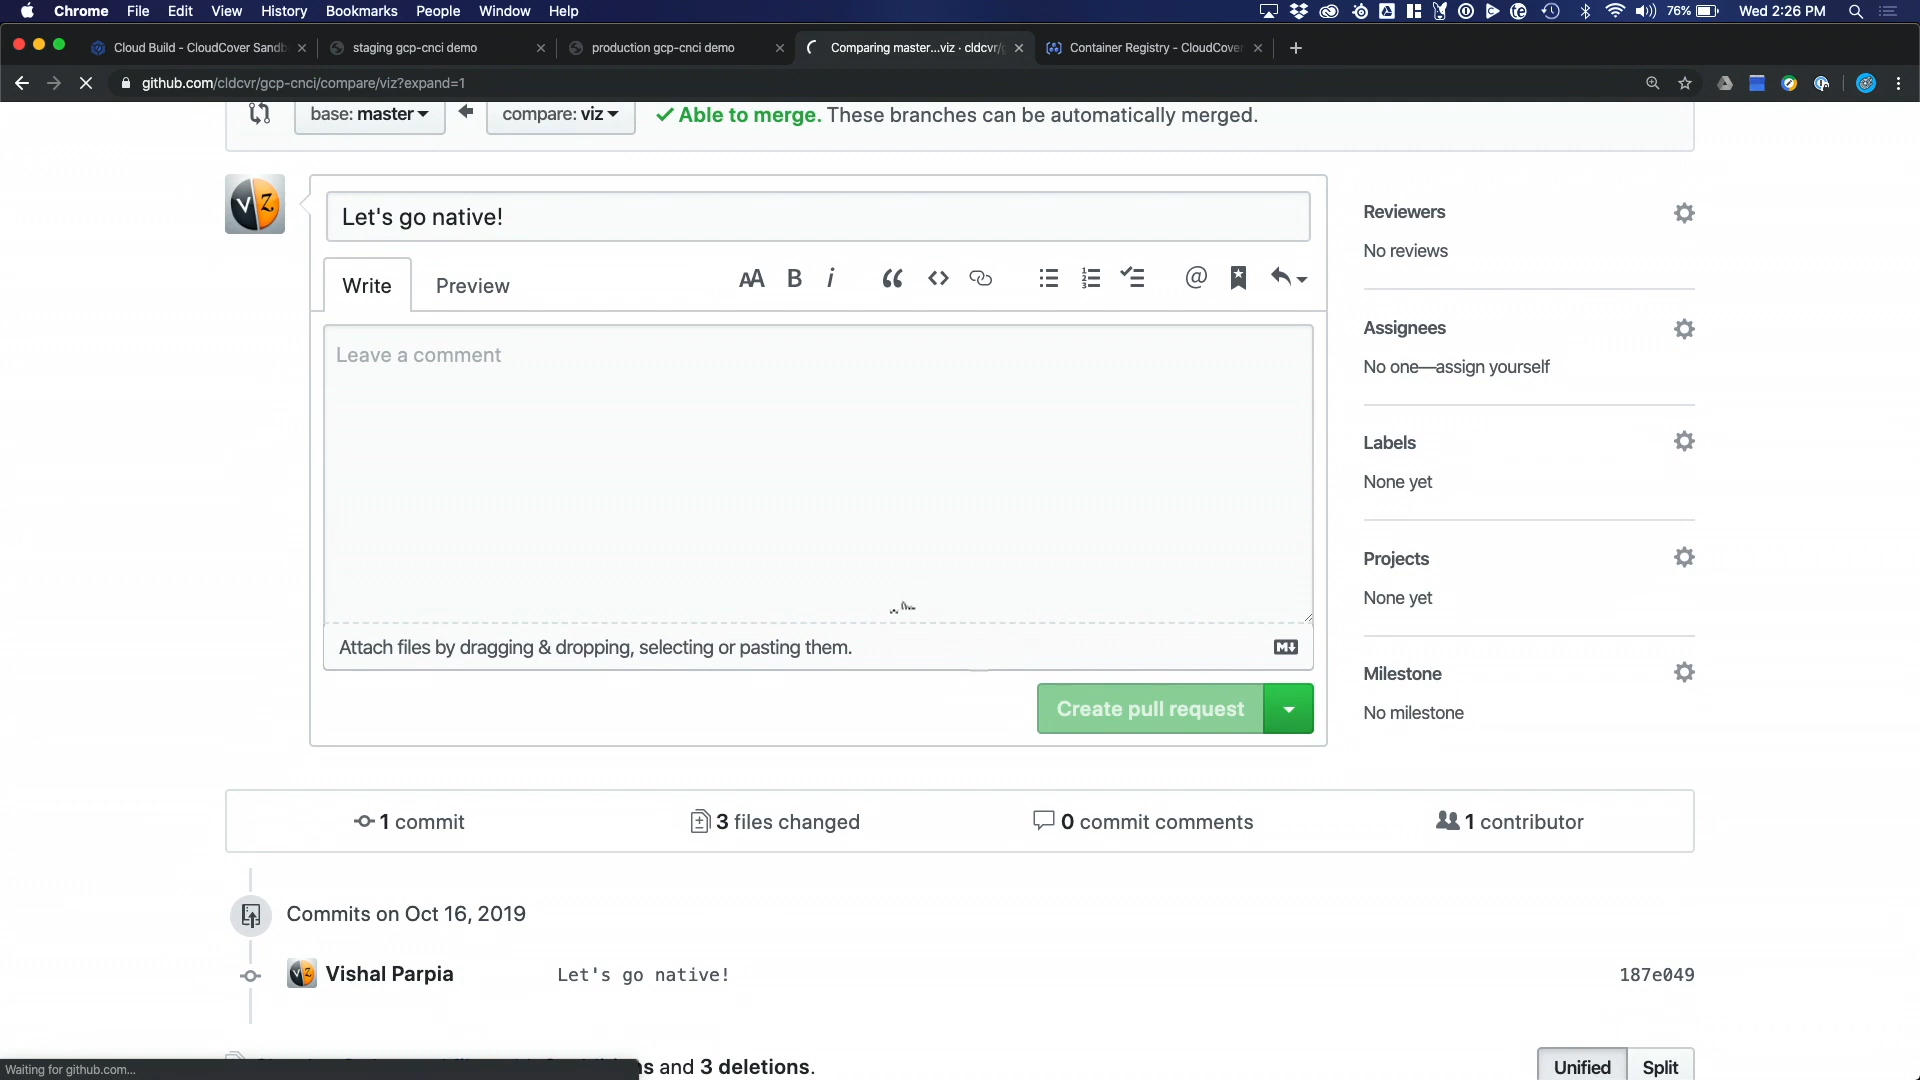 Chrome File Edit View History Bookmarks People Window Help 76% Wed 2:26 PM
Cloud Build - CloudCover Sandb staging gcp-cnci demo production gcp-cnci demo Comparing master...viz · cldcvr/ Container Registry - CloudCove
github.com/cldcvr/gcp-cnci/compare/viz?expand=1
base: master compare: viz Able to merge. These branches can be automatically merged.
Let's go native!
Write Preview
Leave a comment
Attach files by dragging & dropping, selecting or pasting them.
Create pull request
Reviewers
No reviews
Assignees
No one—assign yourself
Labels
None yet
Projects
None yet
Milestone
No milestone
1 commit 3 files changed 0 commit comments 1 contributor
Commits on Oct 16, 2019
Vishal Parpia Let's go native! 187e049
and 3 deletions. Unified Split
Waiting for github.com...